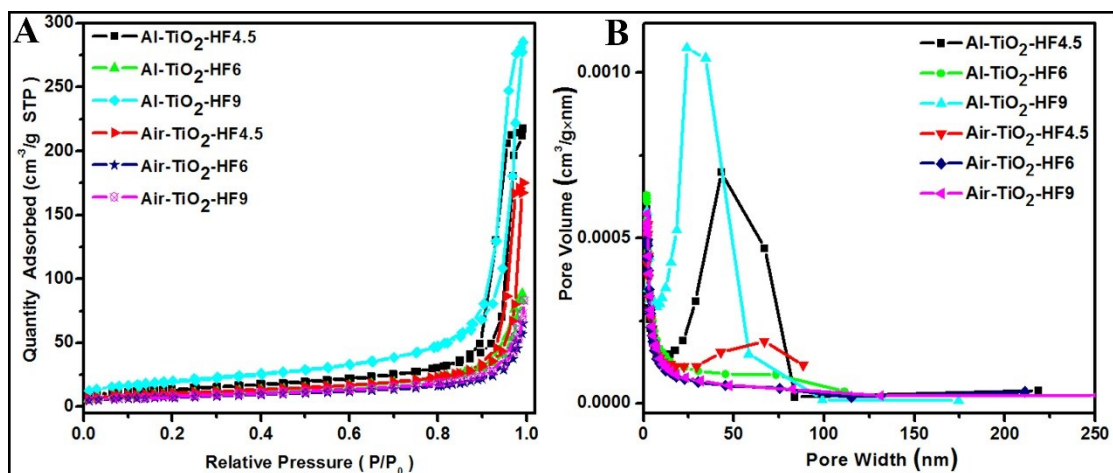 A
Al-TiO2-HF4.5
Al-TiO2-HF6
Al-TiO2-HF9
Air-TiO2-HF4.5
Air-TiO2-HF6
Air-TiO2-HF9
Quantity Adsorbed (cm-3/g STP )
300
250
200
150
100
50
0
0.0 0.2 0.4 0.6 0.8 1.0
Relative Pressure ( P/P0 )
B
Al-TiO2-HF4.5
Al-TiO2-HF6
Al-TiO2-HF9
Air-TiO2-HF4.5
Air-TiO2-HF6
Air-TiO2-HF9
Pore Volume (cm3/g×nm)
0.0010
0.0005
0.0000
0 50 100 150 200 250
Pore Width (nm)